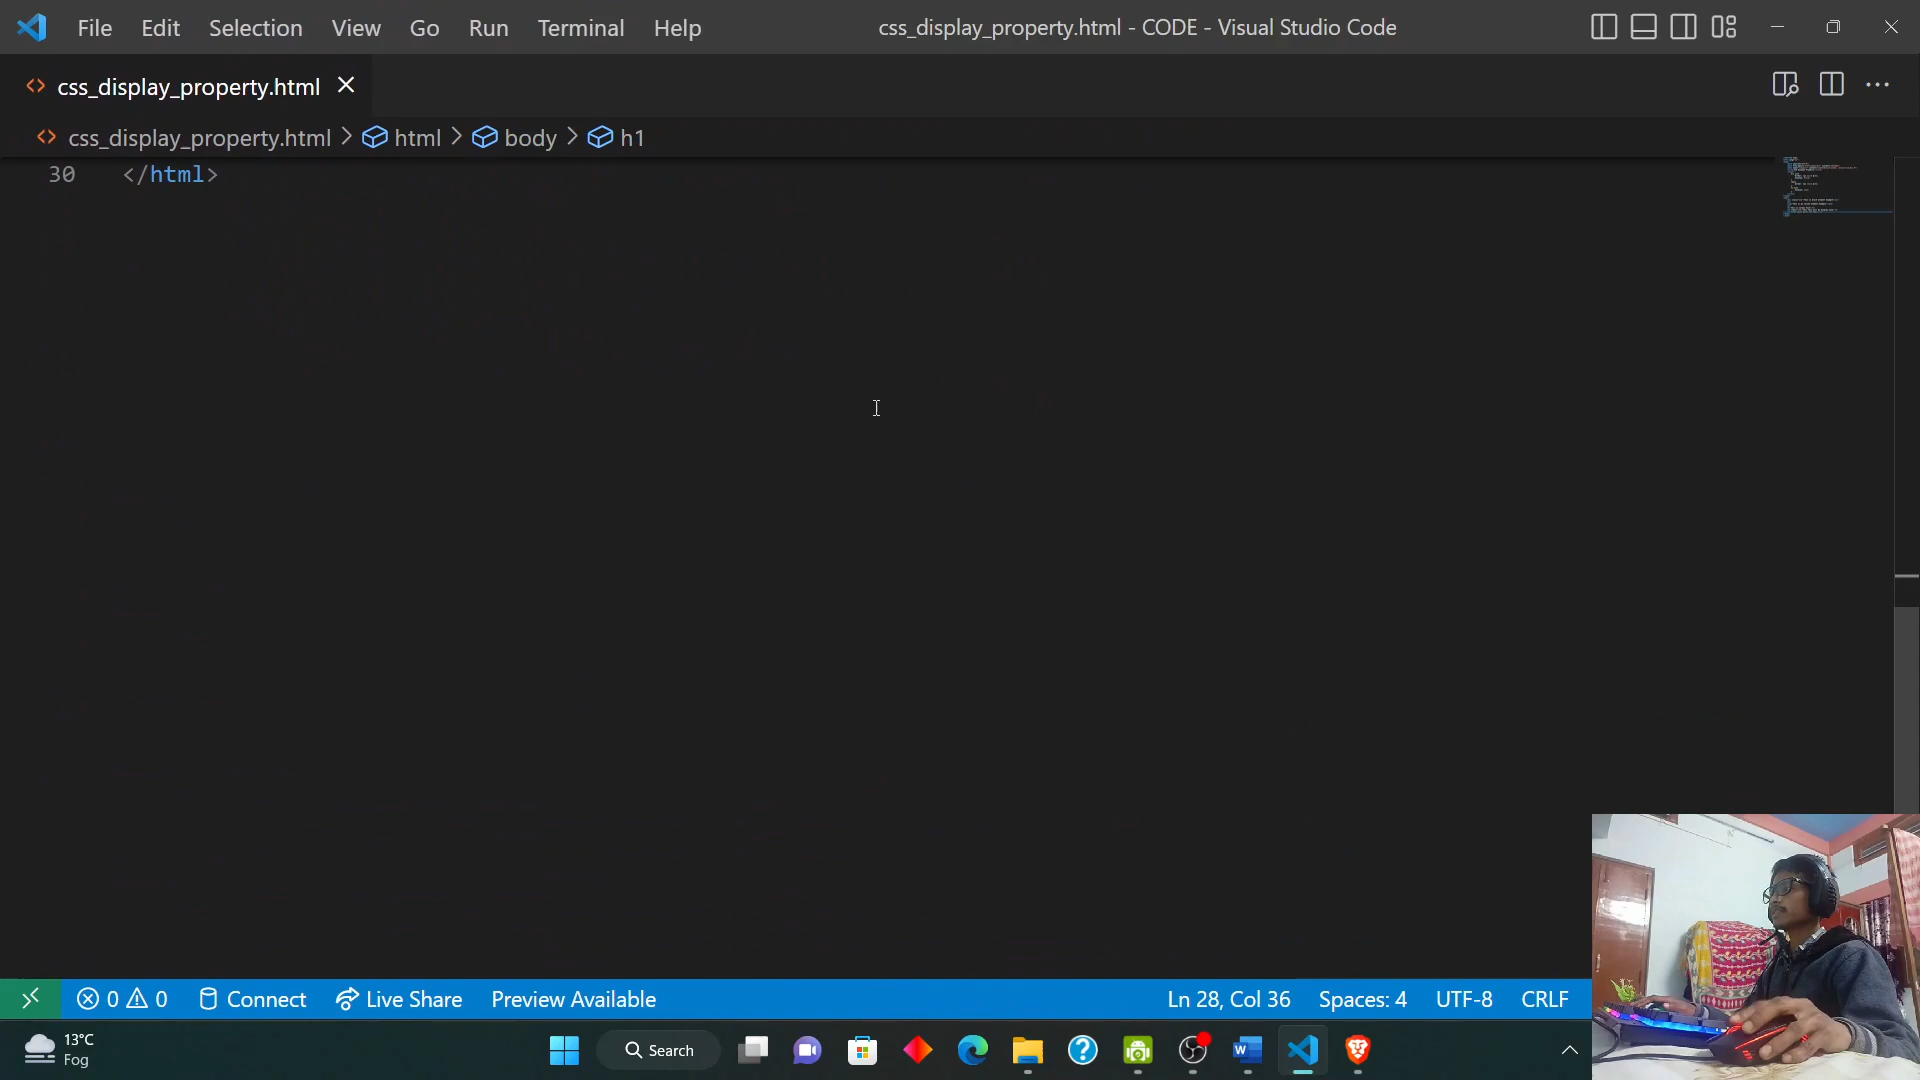 File Edit Selection View Go Run Terminal Help css_display_property.html - CODE - Visual Studio Code
css_display_property.html
css_display_property.html > html > body > h1
30 </html>
0 0 Connect Live Share Preview Available Ln 28, Col 36 Spaces: 4 UTF-8 CRLF
13°C
Fog
Search